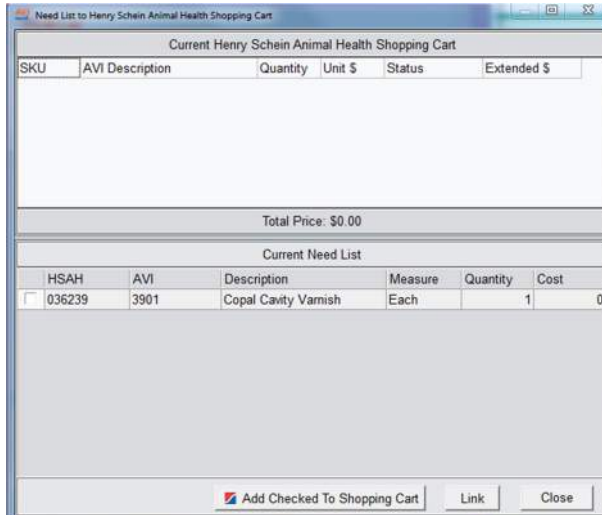 Need List to Henry Schein Animal Health Shopping Cart
Current Henry Schein Animal Health Shopping Cart
SKU AVI Description Quantity Unit $ Status Extended $
Total Price: $0.00
Current Need List
HSAH AVI Description Measure Quantity Cost
036239 3901 Copal Cavity Varnish Each 1 0
Add Checked To Shopping Cart Link Close